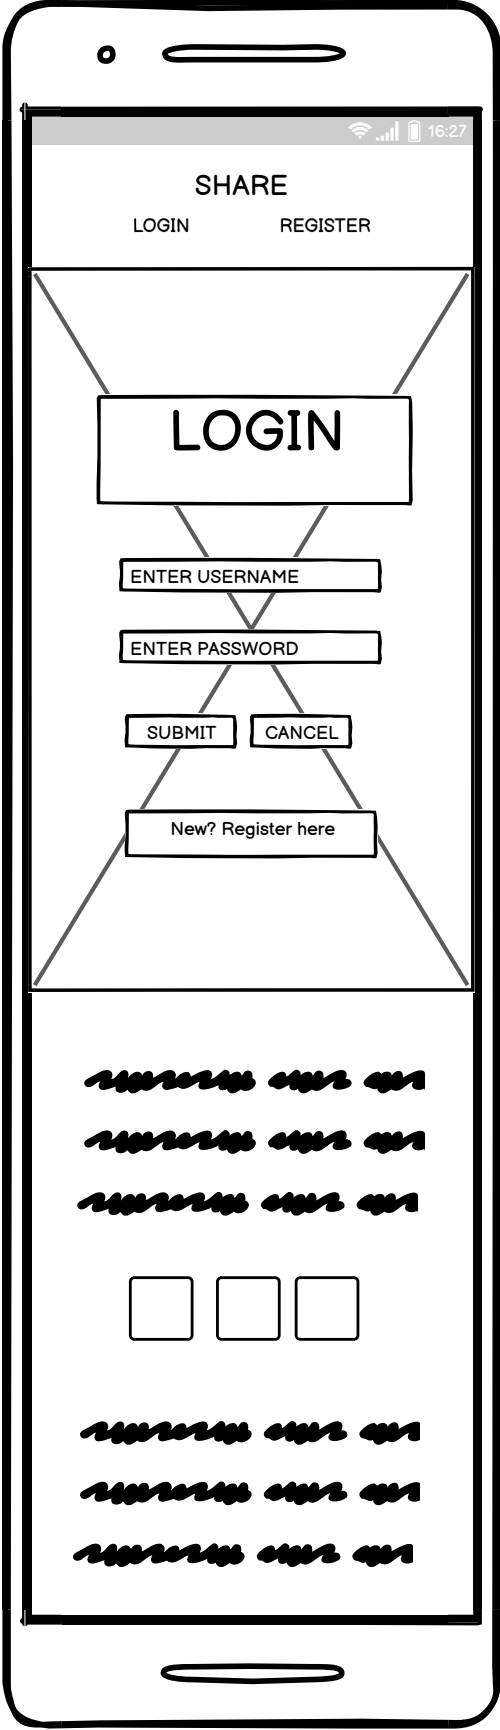 16:27
SHARE
LOGIN REGISTER
LOGIN
ENTER USERNAME
ENTER PASSWORD
SUBMIT CANCEL
New? Register here